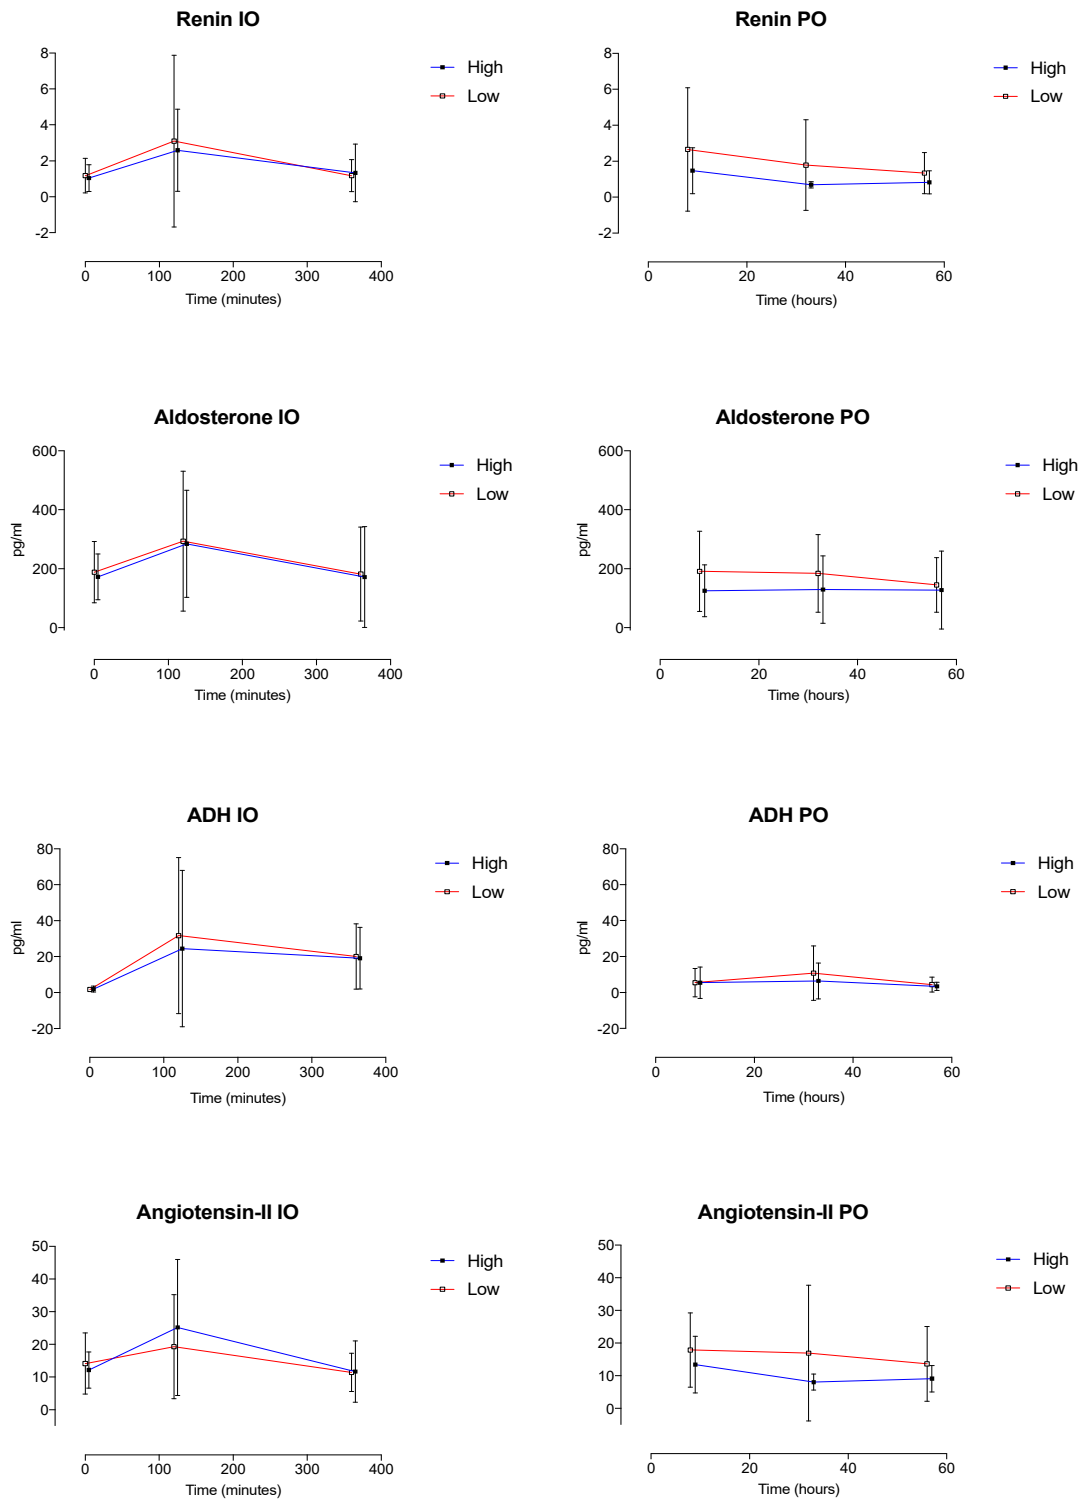 Renin IO
8
6
4
2
0
-2
0 100 200 300 400
Time (minutes)
High
Low
Renin PO
8
6
4
2
0
-2
0 20 40 60
Time (hours)
High
Low
Aldosterone IO
600
400
200
0
pg/ml
0 100 200 300 400
Time (minutes)
High
Low
Aldosterone PO
600
400
200
0
pg/ml
0 20 40 60
Time (hours)
High
Low
ADH IO
80
60
40
20
0
-20
pg/ml
0 100 200 300 400
Time (minutes)
High
Low
ADH PO
80
60
40
20
0
-20
pg/ml
0 20 40 60
Time (hours)
High
Low
Angiotensin-II IO
50
40
30
20
10
0
0 100 200 300 400
Time (minutes)
High
Low
Angiotensin-II PO
50
40
30
20
10
0
0 20 40 60
Time (hours)
High
Low